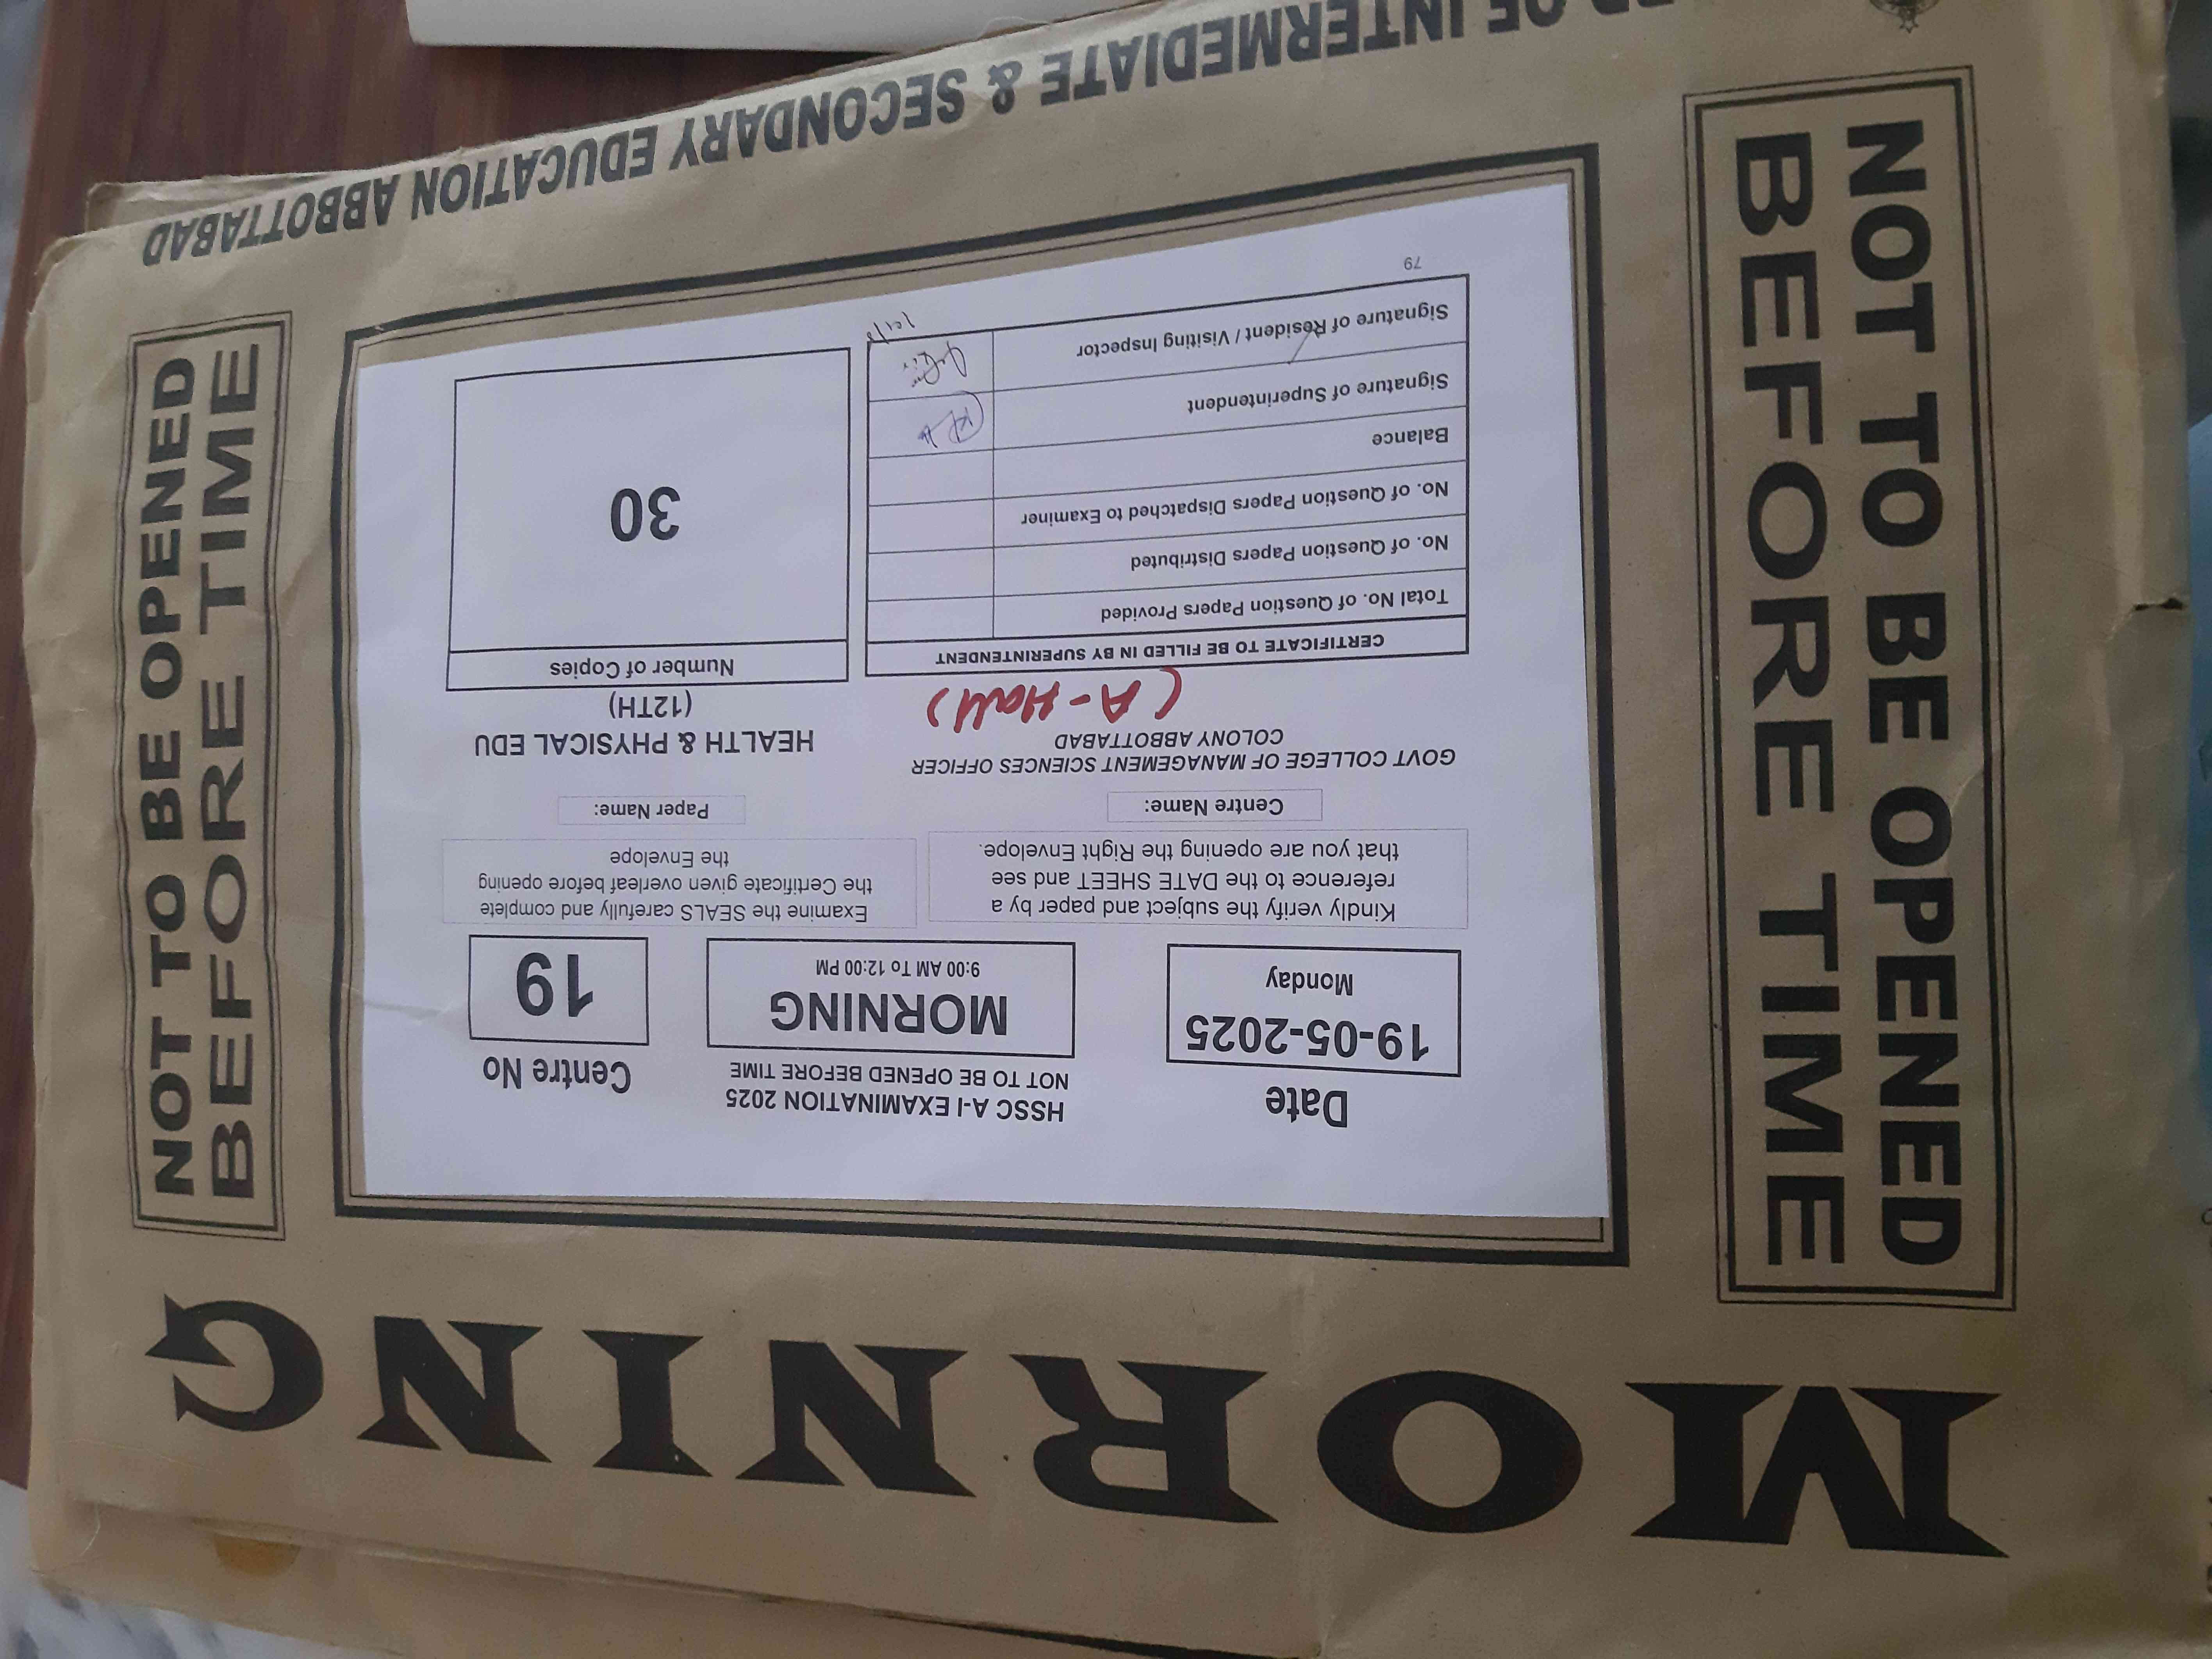 OF INTERMEDIATE & SECONDARY EDUCATION ABBOTTABAD
MORNING
NOT TO BE OPENED
BEFORE TIME
NOT TO BE OPENED
BEFORE TIME
Date
19-05-2025
Monday
HSSC A-I EXAMINATION 2025
NOT TO BE OPENED BEFORE TIME
MORNING
9:00 AM To 12:00 PM
Centre No
19
Kindly verify the subject and paper by a
reference to the DATE SHEET and see
that you are opening the Right Envelope.
Examine the SEALS carefully and complete
the Certificate given overleaf before opening
the Envelope
Centre Name:
GOVT COLLEGE OF MANAGEMENT SCIENCES OFFICER
COLONY ABBOTTABAD
(A-Hall)
Paper Name:
HEALTH & PHYSICAL EDU
(12TH)
CERTIFICATE TO BE FILLED IN BY SUPERINTENDENT
Total No. of Question Papers Provided
No. of Question Papers Distributed
No. of Question Papers Dispatched to Examiner
Balance
Signature of Superintendent
Signature of Resident / Visiting Inspector
79
Number of Copies
30